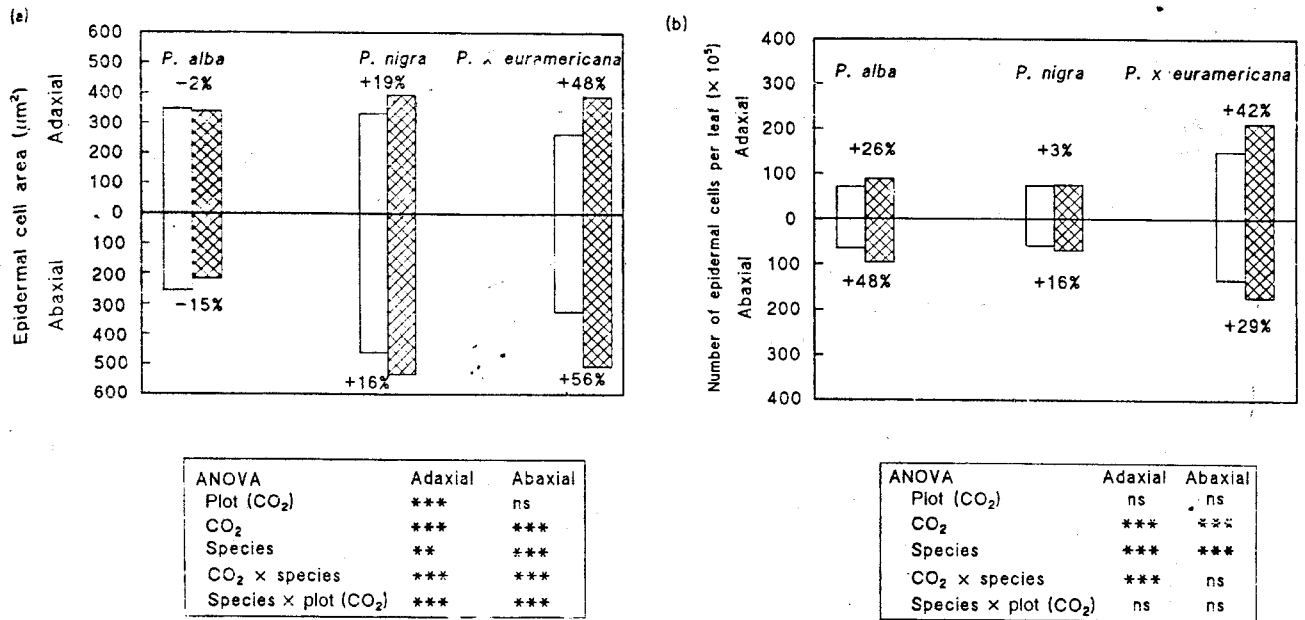 (a)
600
500
400
300
200
100
0
100
200
300
400
500
600
Epidermal cell area (μm²)
Adaxial
Abaxial
P. alba
−2%
−15%
P. nigra
+19%
+16%
P. × euramericana
+48%
+56%
ANOVA Adaxial Abaxial
Plot (CO₂) *** ns
CO₂ *** ***
Species ** ***
CO₂ × species *** ***
Species × plot (CO₂) *** ***
(b)
400
300
200
100
0
100
200
300
400
Number of epidermal cells per leaf (× 10⁵)
Adaxial
Abaxial
P. alba
+26%
+48%
P. nigra
+3%
+16%
P. × euramericana
+42%
+29%
ANOVA Adaxial Abaxial
Plot (CO₂) ns ns
CO₂ *** ***
Species *** ***
CO₂ × species *** ns
Species × plot (CO₂) ns ns